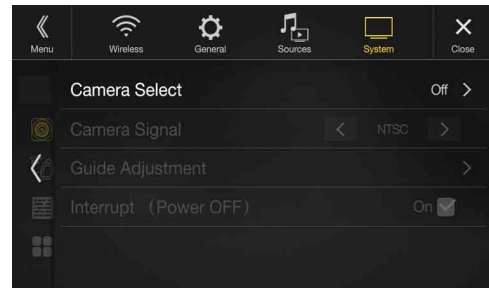 Menu Wireless General Sources System Close
Camera Select Off
Camera Signal NTSC
Guide Adjustment
Interrupt （Power OFF） On